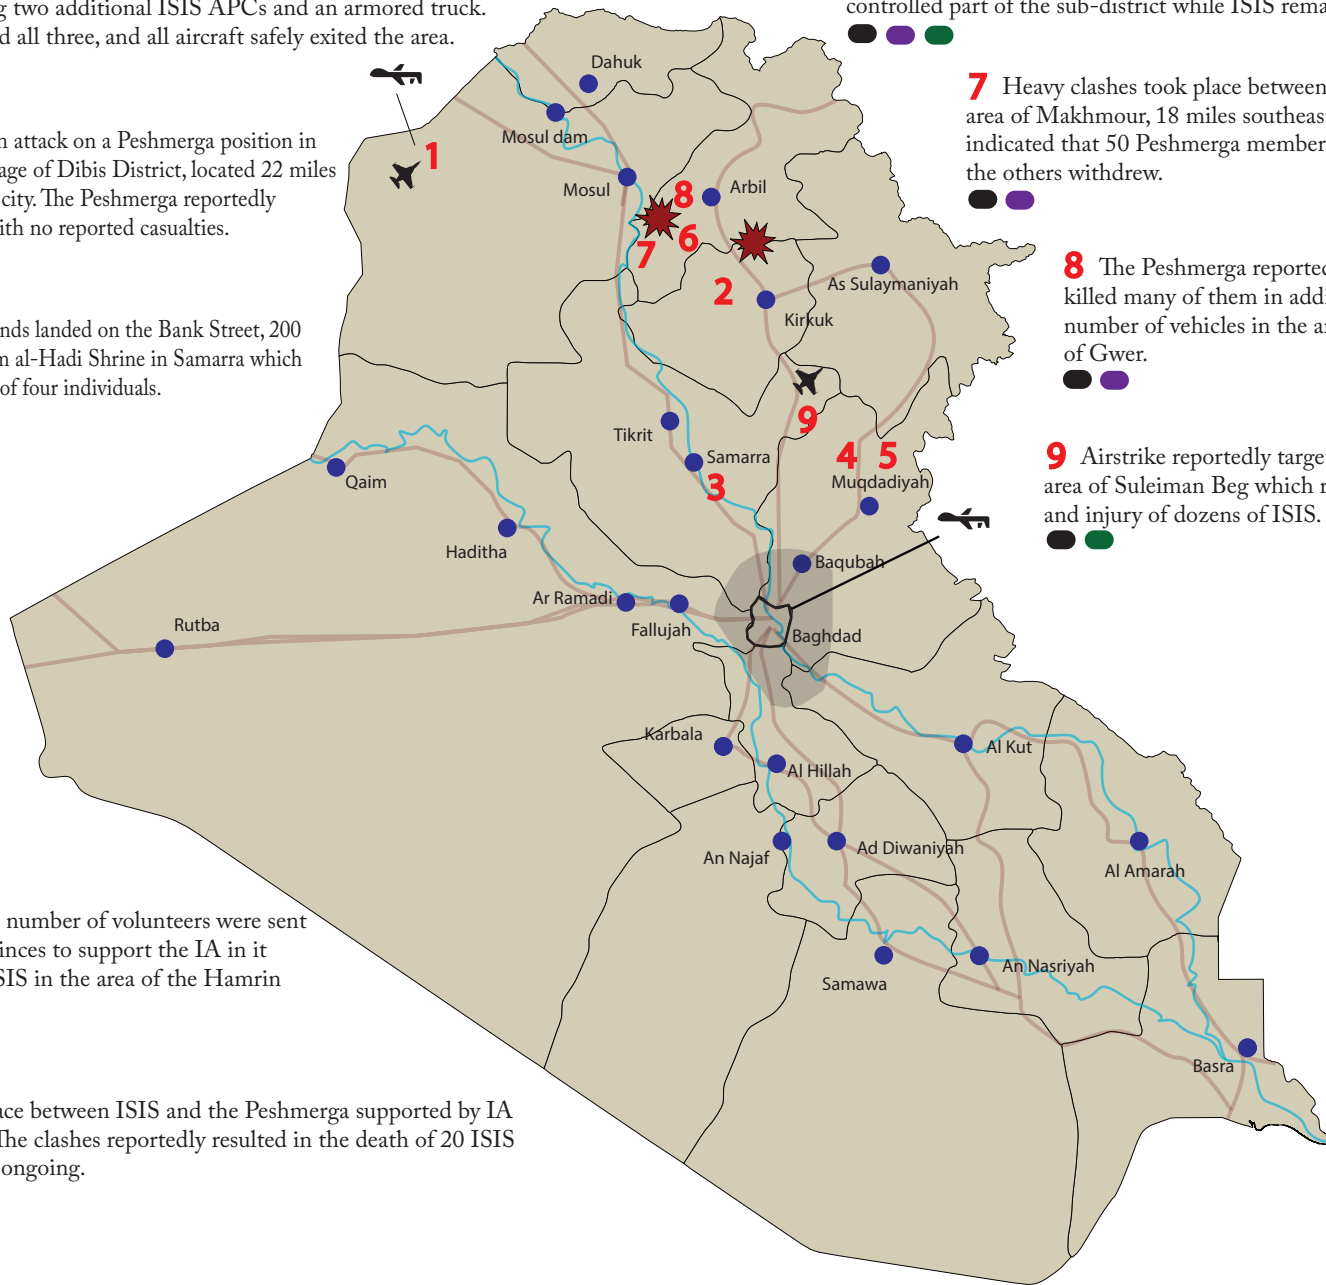 g two additional ISIS APCs and an armored truck.
d all three, and all aircraft safely exited the area.
n attack on a Peshmerga position in
age of Dibis District, located 22 miles
city. The Peshmerga reportedly
ith no reported casualties.
nds landed on the Bank Street, 200
m al-Hadi Shrine in Samarra which
of four individuals.
number of volunteers were sent
inces to support the IA in it
SIS in the area of the Hamrin
ace between ISIS and the Peshmerga supported by IA
The clashes reportedly resulted in the death of 20 ISIS
ongoing.
controlled part of the sub-district while ISIS rema
7 Heavy clashes took place between
area of Makhmour, 18 miles southeast
indicated that 50 Peshmerga member
the others withdrew.
8 The Peshmerga reported
killed many of them in addi
number of vehicles in the a
of Gwer.
9 Airstrike reportedly targe
area of Suleiman Beg which r
and injury of dozens of ISIS.
Dahuk
Mosul dam
1
Mosul
8
Arbil
7
6
2
As Sulaymaniyah
Kirkuk
9
Tikrit
Samarra
4
5
3
Muqdadiyah
Qaim
Haditha
Baqubah
Ar Ramadi
Fallujah
Rutba
Baghdad
Karbala
Al Kut
Al Hillah
An Najaf
Ad Diwaniyah
Al Amarah
Samawa
An Nasriyah
Basra